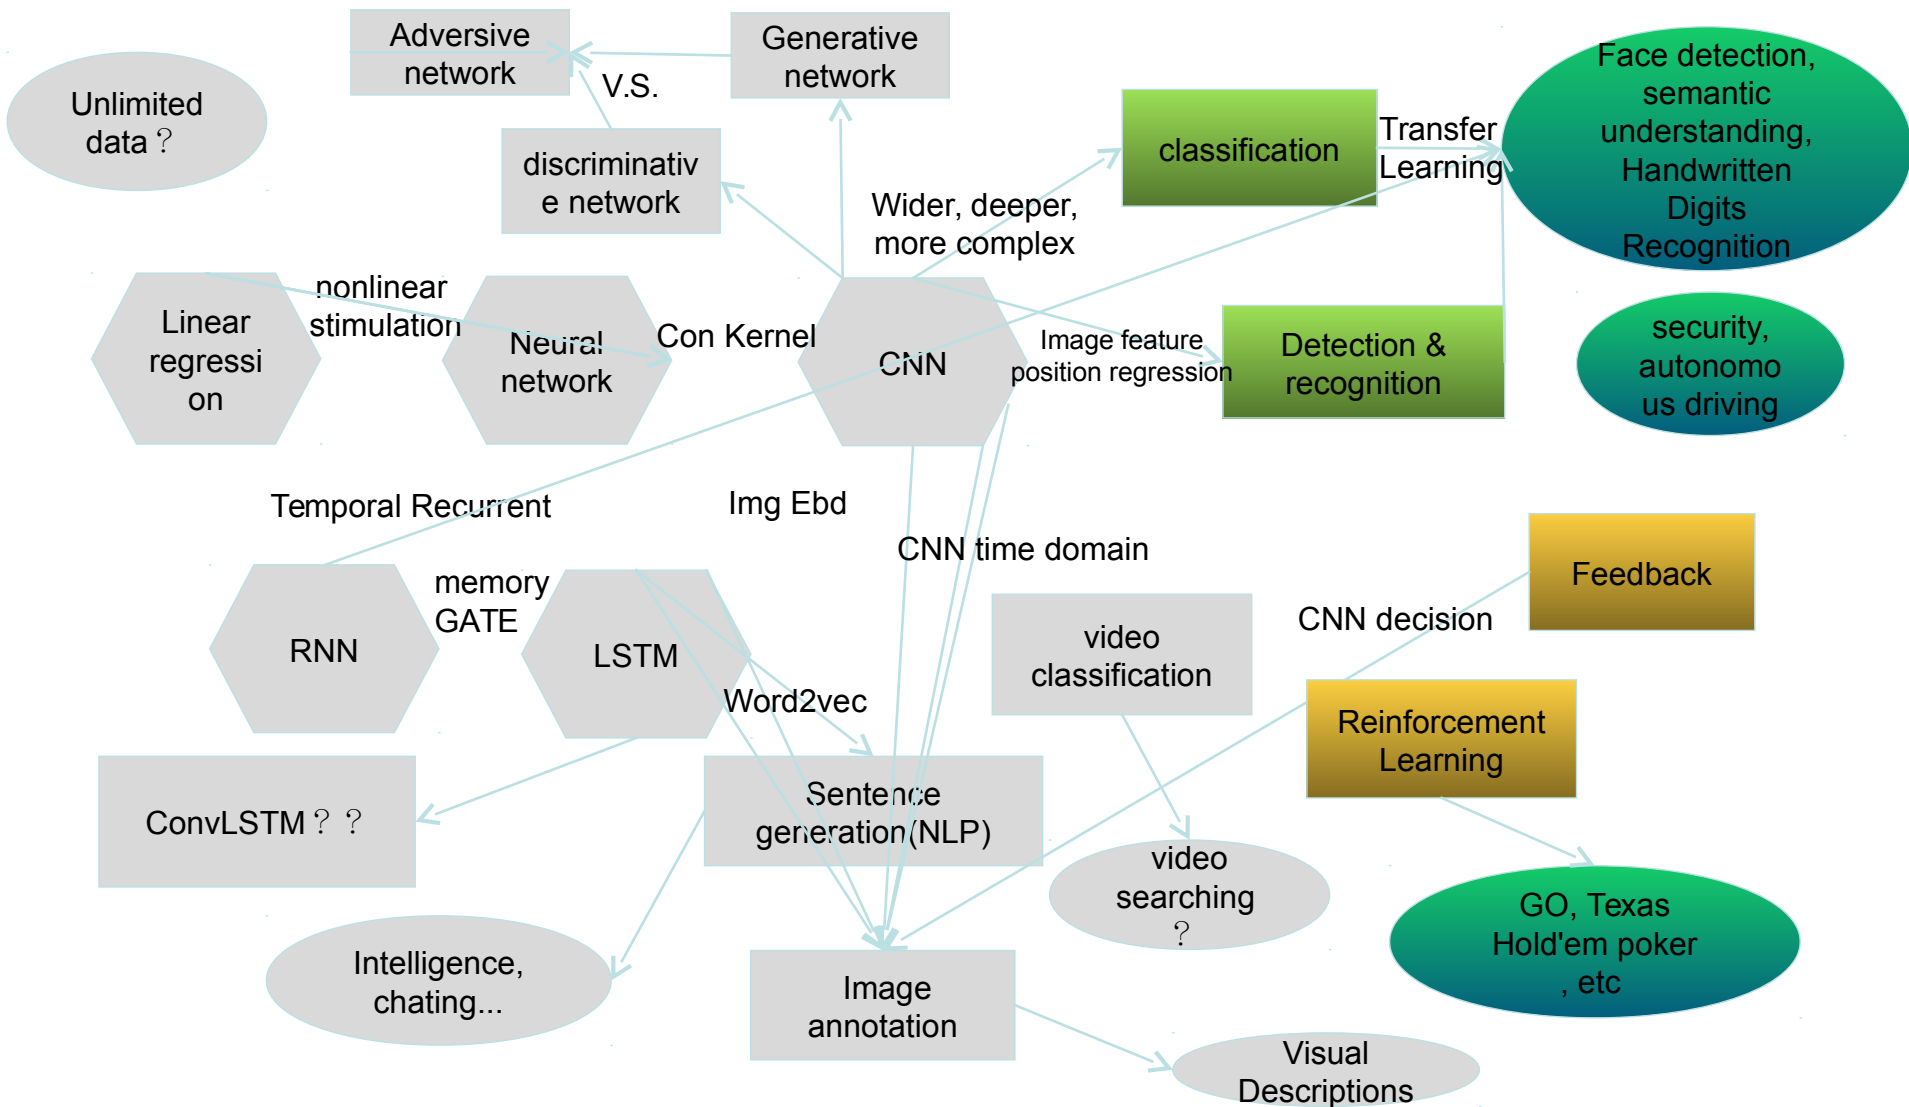 Adversive
network
Generative
network
Unlimited
data？
V.S.
discriminativ
e network
classification
Transfer
Learning
Face detection,
semantic
understanding,
Handwritten
Digits
Recognition
Wider, deeper,
more complex
Linear
regressi
on
nonlinear
stimulation
Neural
network
Con Kernel
CNN
Image feature
position regression
Detection &
recognition
security,
autonomo
us driving
Temporal Recurrent
Img Ebd
CNN time domain
Feedback
RNN
memory
GATE
LSTM
video
classification
CNN decision
Word2vec
Reinforcement
Learning
ConvLSTM？？
Sentence
generation(NLP)
video
searching
？
GO, Texas
Hold'em poker
, etc
Intelligence,
chating...
Image
annotation
Visual
Descriptions